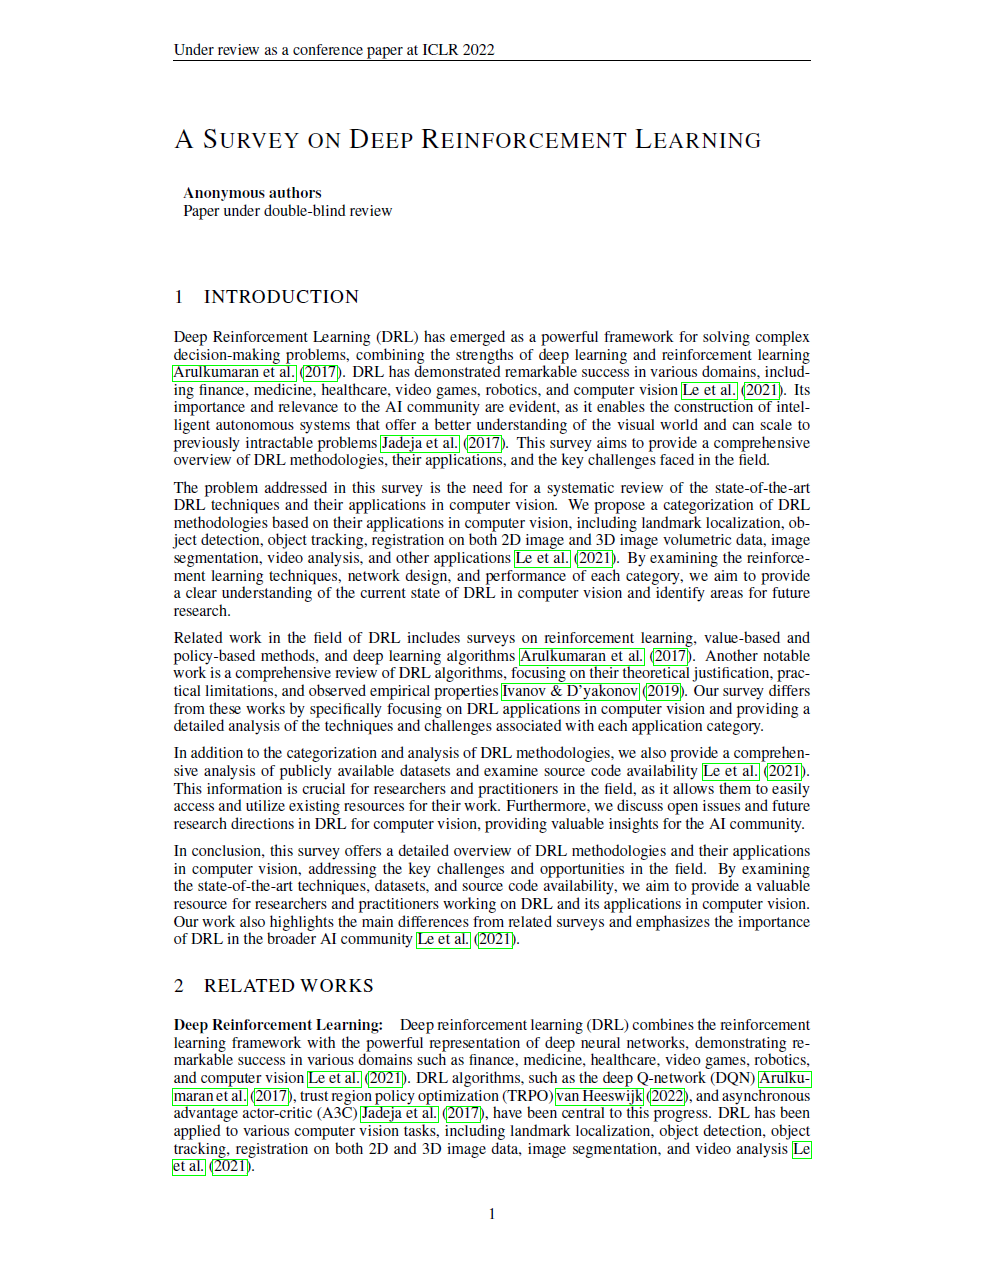 Under review as a conference paper at ICLR 2022
A SURVEY ON DEEP REINFORCEMENT LEARNING
Anonymous authors
Paper under double-blind review
1 INTRODUCTION
Deep Reinforcement Learning (DRL) has emerged as a powerful framework for solving complex
decision-making problems, combining the strengths of deep learning and reinforcement learning
Arulkumaran et al. (2017). DRL has demonstrated remarkable success in various domains, includ-
ing finance, medicine, healthcare, video games, robotics, and computer vision Le et al. (2021). Its
importance and relevance to the AI community are evident, as it enables the construction of intel-
ligent autonomous systems that offer a better understanding of the visual world and can scale to
previously intractable problems Jadeja et al. (2017). This survey aims to provide a comprehensive
overview of DRL methodologies, their applications, and the key challenges faced in the field.
The problem addressed in this survey is the need for a systematic review of the state-of-the-art
DRL techniques and their applications in computer vision. We propose a categorization of DRL
methodologies based on their applications in computer vision, including landmark localization, ob-
ject detection, object tracking, registration on both 2D image and 3D image volumetric data, image
segmentation, video analysis, and other applications Le et al. (2021). By examining the reinforce-
ment learning techniques, network design, and performance of each category, we aim to provide
a clear understanding of the current state of DRL in computer vision and identify areas for future
research.
Related work in the field of DRL includes surveys on reinforcement learning, value-based and
policy-based methods, and deep learning algorithms Arulkumaran et al. (2017). Another notable
work is a comprehensive review of DRL algorithms, focusing on their theoretical justification, prac-
tical limitations, and observed empirical properties Ivanov & D'yakonov (2019). Our survey differs
from these works by specifically focusing on DRL applications in computer vision and providing a
detailed analysis of the techniques and challenges associated with each application category.
In addition to the categorization and analysis of DRL methodologies, we also provide a comprehen-
sive analysis of publicly available datasets and examine source code availability Le et al. (2021).
This information is crucial for researchers and practitioners in the field, as it allows them to easily
access and utilize existing resources for their work. Furthermore, we discuss open issues and future
research directions in DRL for computer vision, providing valuable insights for the AI community.
In conclusion, this survey offers a detailed overview of DRL methodologies and their applications
in computer vision, addressing the key challenges and opportunities in the field. By examining
the state-of-the-art techniques, datasets, and source code availability, we aim to provide a valuable
resource for researchers and practitioners working on DRL and its applications in computer vision.
Our work also highlights the main differences from related surveys and emphasizes the importance
of DRL in the broader AI community Le et al. (2021).
2 RELATED WORKS
Deep Reinforcement Learning: Deep reinforcement learning (DRL) combines the reinforcement
learning framework with the powerful representation of deep neural networks, demonstrating re-
markable success in various domains such as finance, medicine, healthcare, video games, robotics,
and computer vision Le et al. (2021). DRL algorithms, such as the deep Q-network (DQN) Arulku-
maran et al. (2017), trust region policy optimization (TRPO) van Heeswijk (2022), and asynchronous
advantage actor-critic (A3C) Jadeja et al. (2017), have been central to this progress. DRL has been
applied to various computer vision tasks, including landmark localization, object detection, object
tracking, registration on both 2D and 3D image data, image segmentation, and video analysis Le
et al. (2021).
1